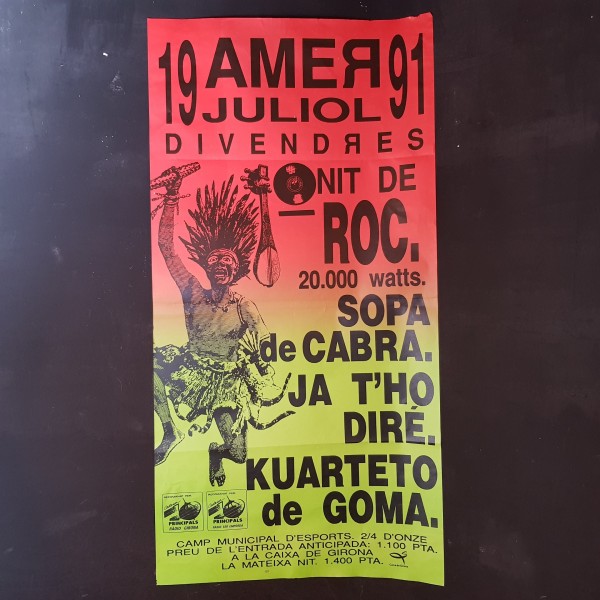 19 AMER 91
JULIOL
DIVENDRES
NIT DE
ROC.
20.000 watts.
SOPA
de CABRA.
JA T'HO
DIRÉ.
KUARTETO
de GOMA.
PRINCIPALS PRINCIPALS
CAMP MUNICIPAL D'ESPORTS. 2/4 D'ONZE
PREU DE L'ENTRADA ANTICIPADA: 1.100 PTA.
A LA CAIXA DE GIRONA
LA MATEIXA NIT. 1.400 PTA.